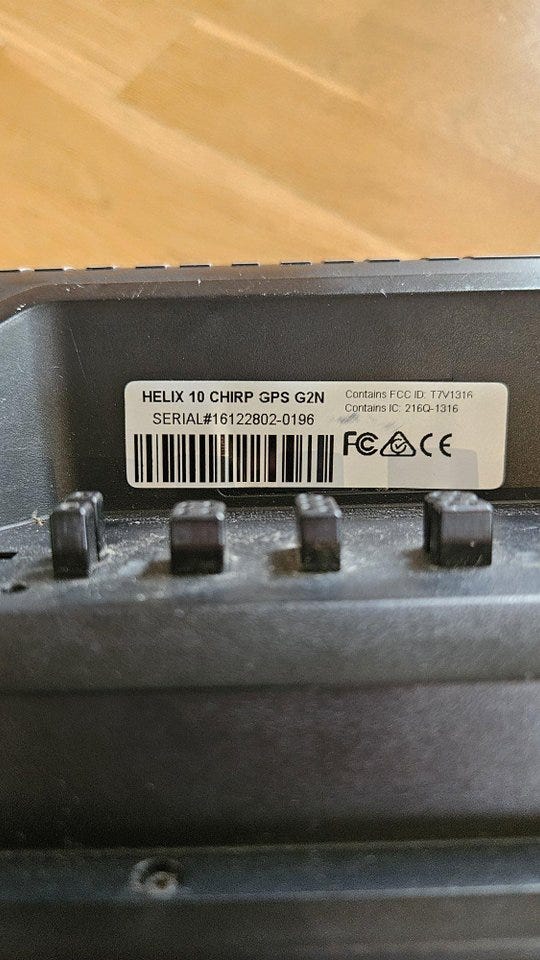 HELIX 10 CHIRP GPS G2N
SERIAL#16122802-0196
Contains FCC ID: T7V1316
Contains IC: 216Q-1316
FC CE